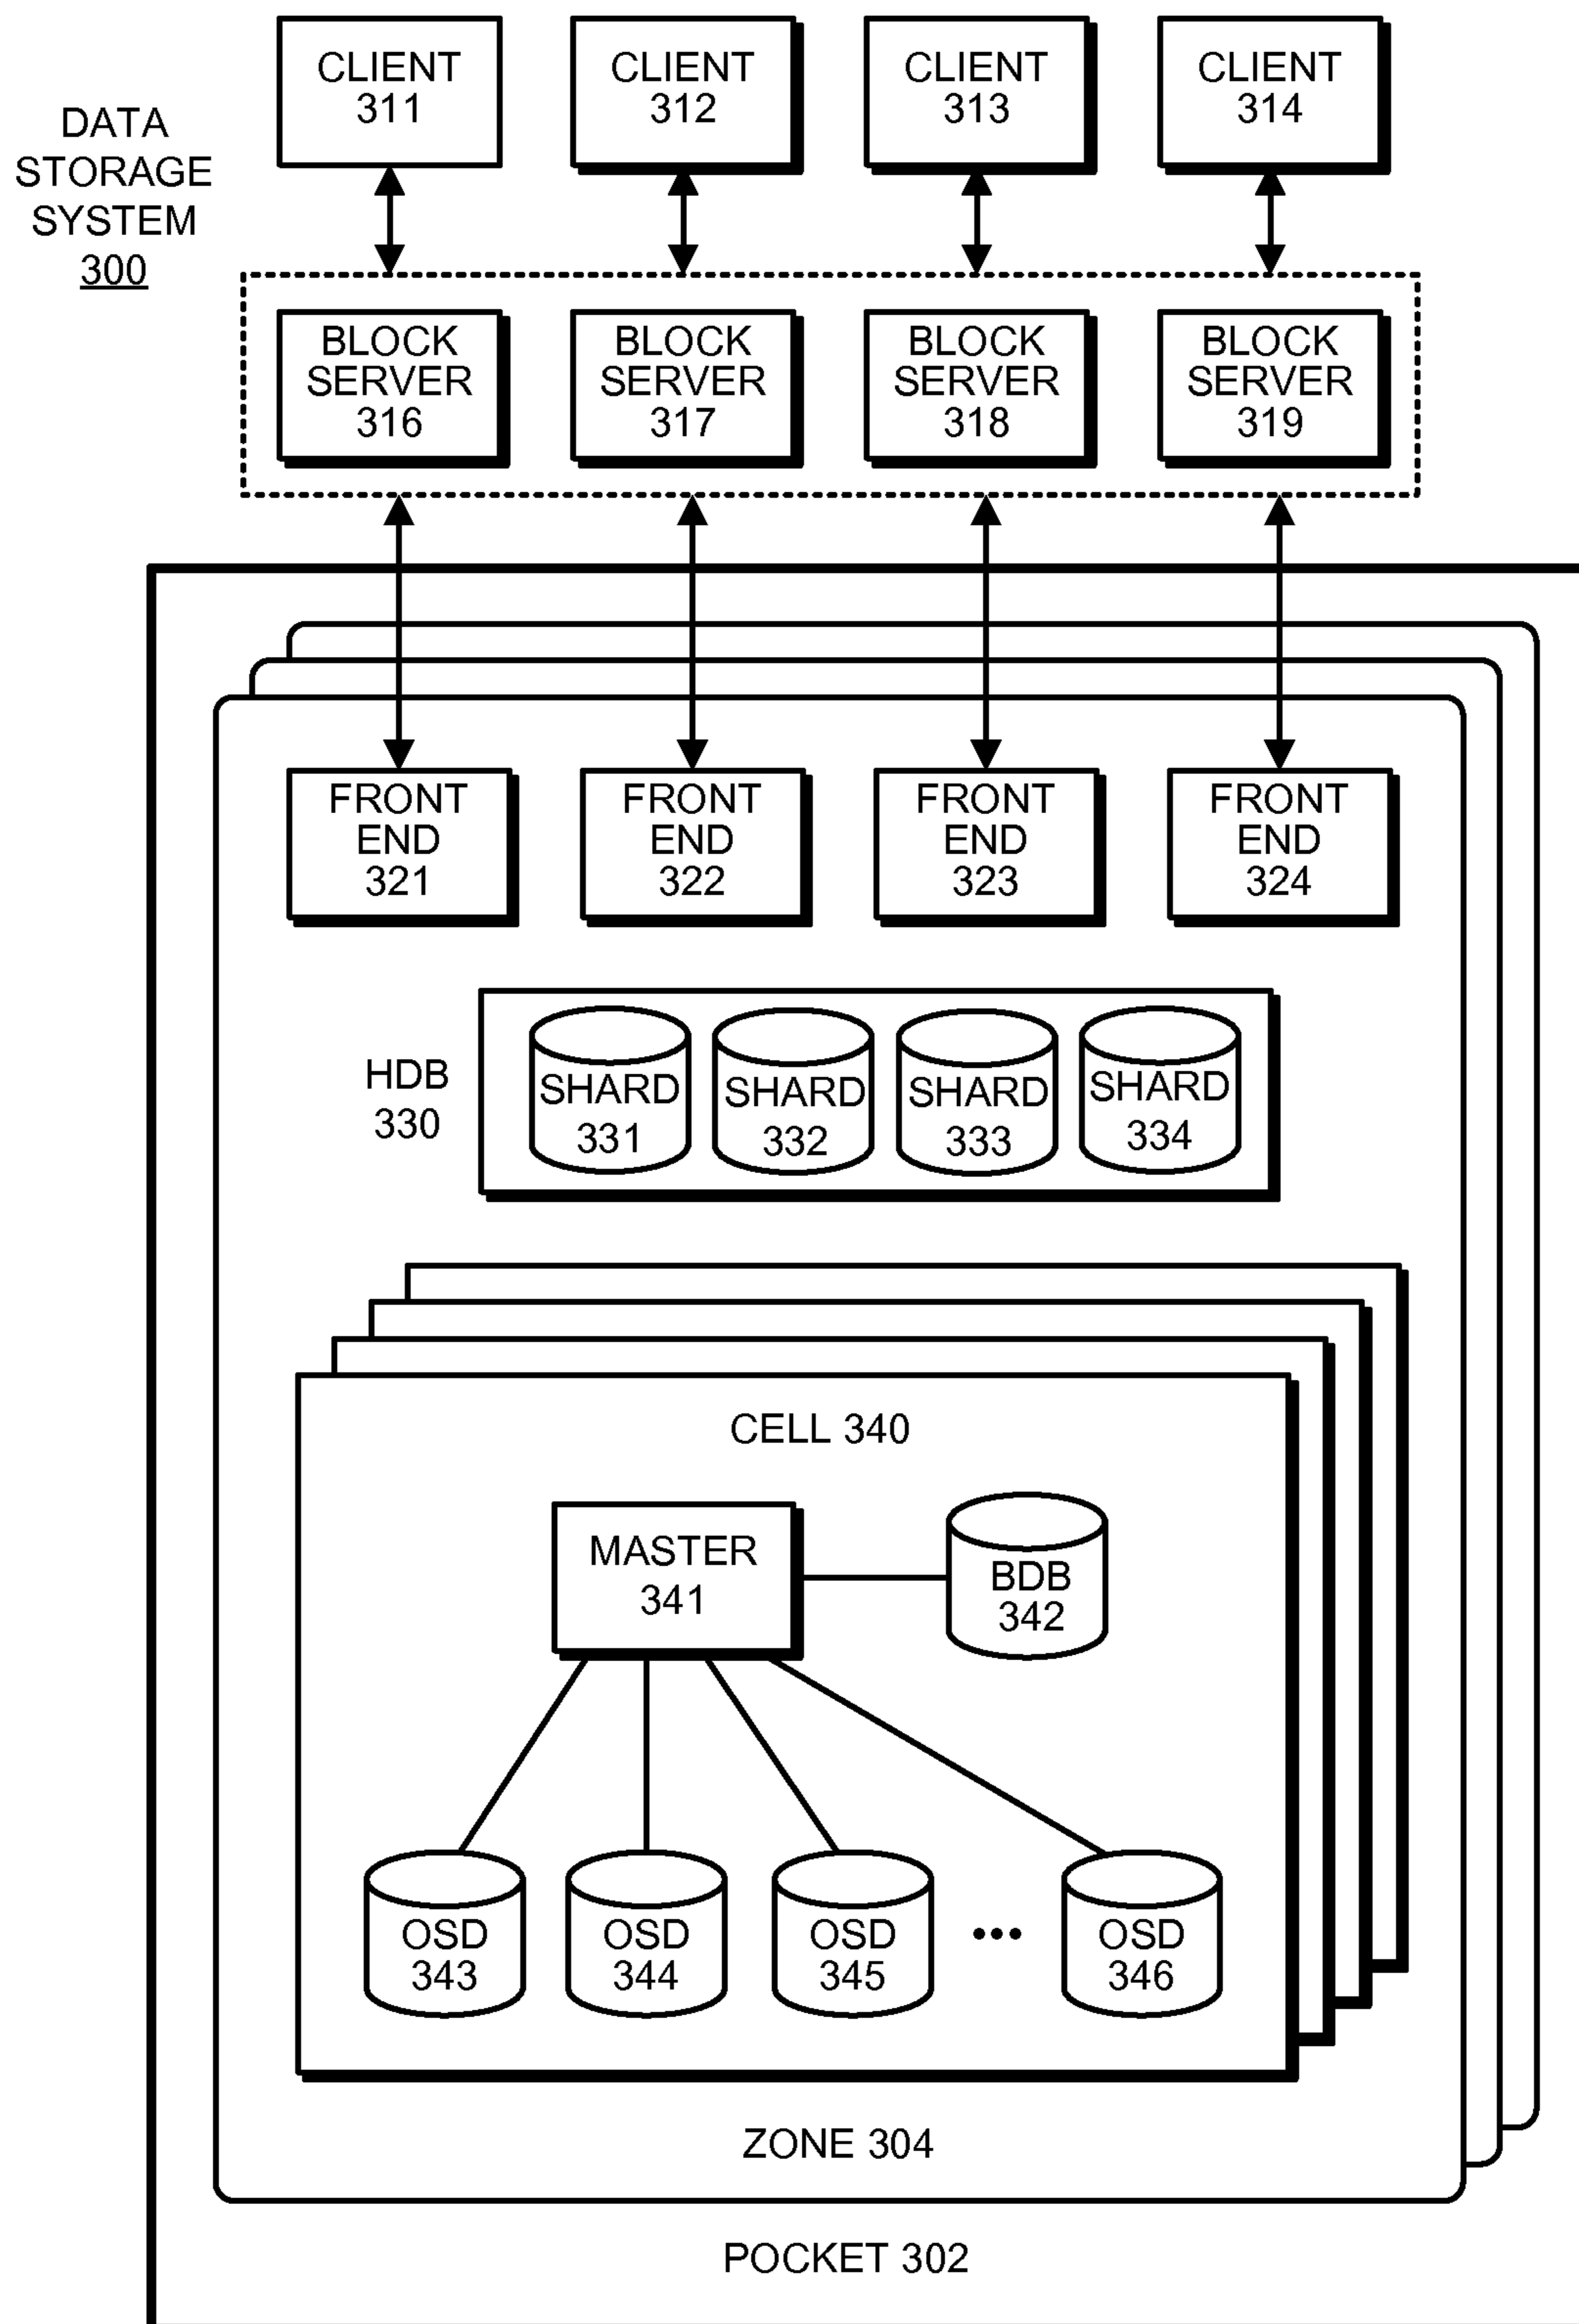 DATA
STORAGE
SYSTEM
300
CLIENT
311
CLIENT
312
CLIENT
313
CLIENT
314
BLOCK
SERVER
316
BLOCK
SERVER
317
BLOCK
SERVER
318
BLOCK
SERVER
319
FRONT
END
321
FRONT
END
322
FRONT
END
323
FRONT
END
324
HDB
330
SHARD
331
SHARD
332
SHARD
333
SHARD
334
CELL 340
MASTER
341
BDB
342
OSD
343
OSD
344
OSD
345
•••
OSD
346
ZONE 304
POCKET 302